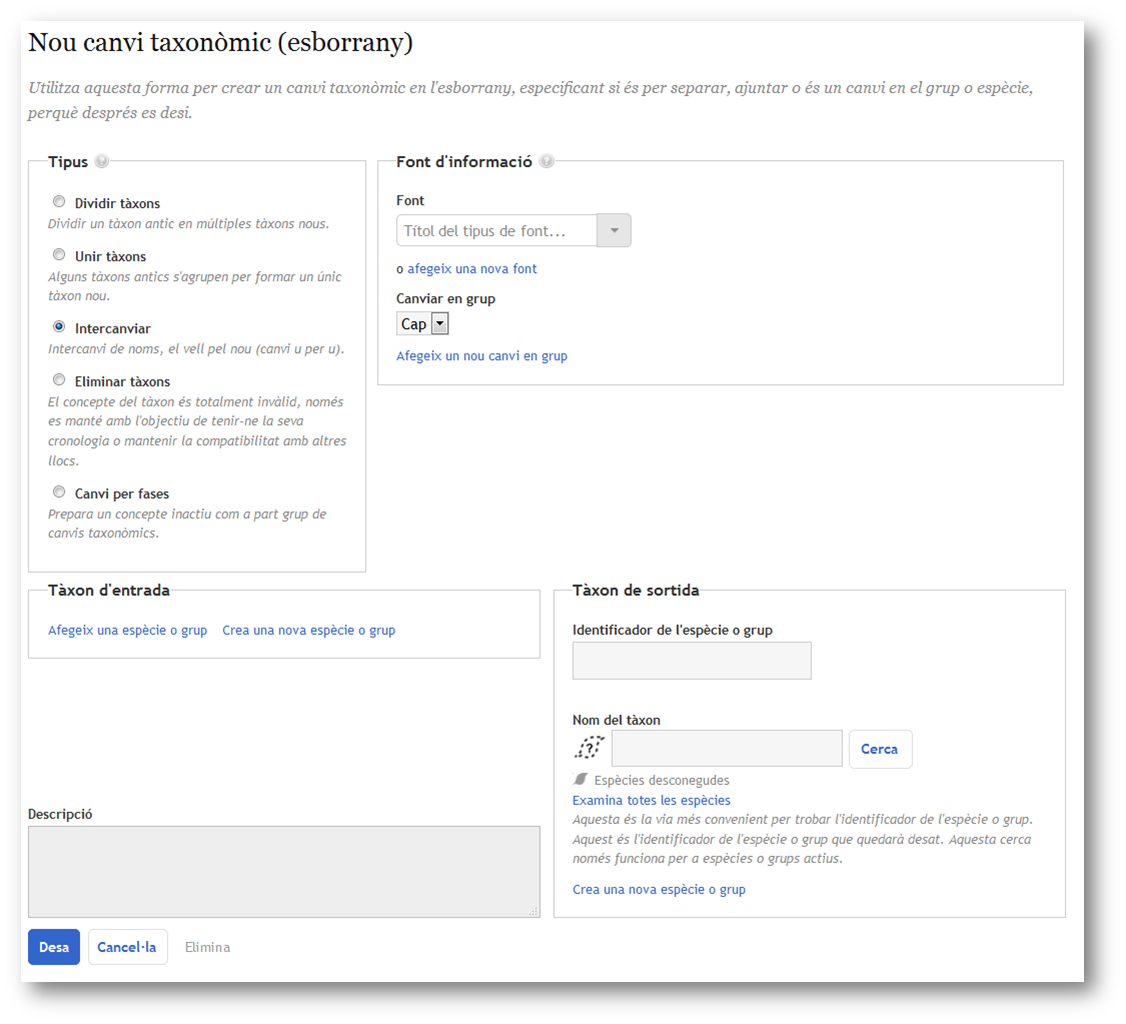 Nou canvi taxonòmic (esborrany)
Utilitza aquesta forma per crear un canvi taxonòmic en l'esborrany, especificant si és per separar, ajuntar o és un canvi en el grup o espècie,
perquè després es desi.
Tipus
Dividir tàxons
Dividir un tàxon antic en múltiples tàxons nous.
Unir tàxons
Alguns tàxons antics s'agrupen per formar un únic
tàxon nou.
Intercanviar
Intercanvi de noms, el vell pel nou (canvi u per u).
Eliminar tàxons
El concepte del tàxon és totalment invàlid, només
es manté amb l'objectiu de tenir-ne la seva
cronologia o mantenir la compatibilitat amb altres
llocs.
Canvi per fases
Prepara un concepte inactiu com a part grup de
canvis taxonòmics.
Font d'informació
Font
Títol del tipus de font...
o afegeix una nova font
Canviar en grup
Cap
Afegeix un nou canvi en grup
Tàxon d'entrada
Afegeix una espècie o grup Crea una nova espècie o grup
Tàxon de sortida
Identificador de l'espècie o grup
Nom del tàxon
?
Cerca
Espècies desconegudes
Examina totes les espècies
Aquesta és la via més convenient per trobar l'identificador de l'espècie o grup.
Aquest és l'identificador de l'espècie o grup que quedarà desat. Aquesta cerca
només funciona per a espècies o grups actius.
Crea una nova espècie o grup
Descripció
Desa Cancel·la Elimina